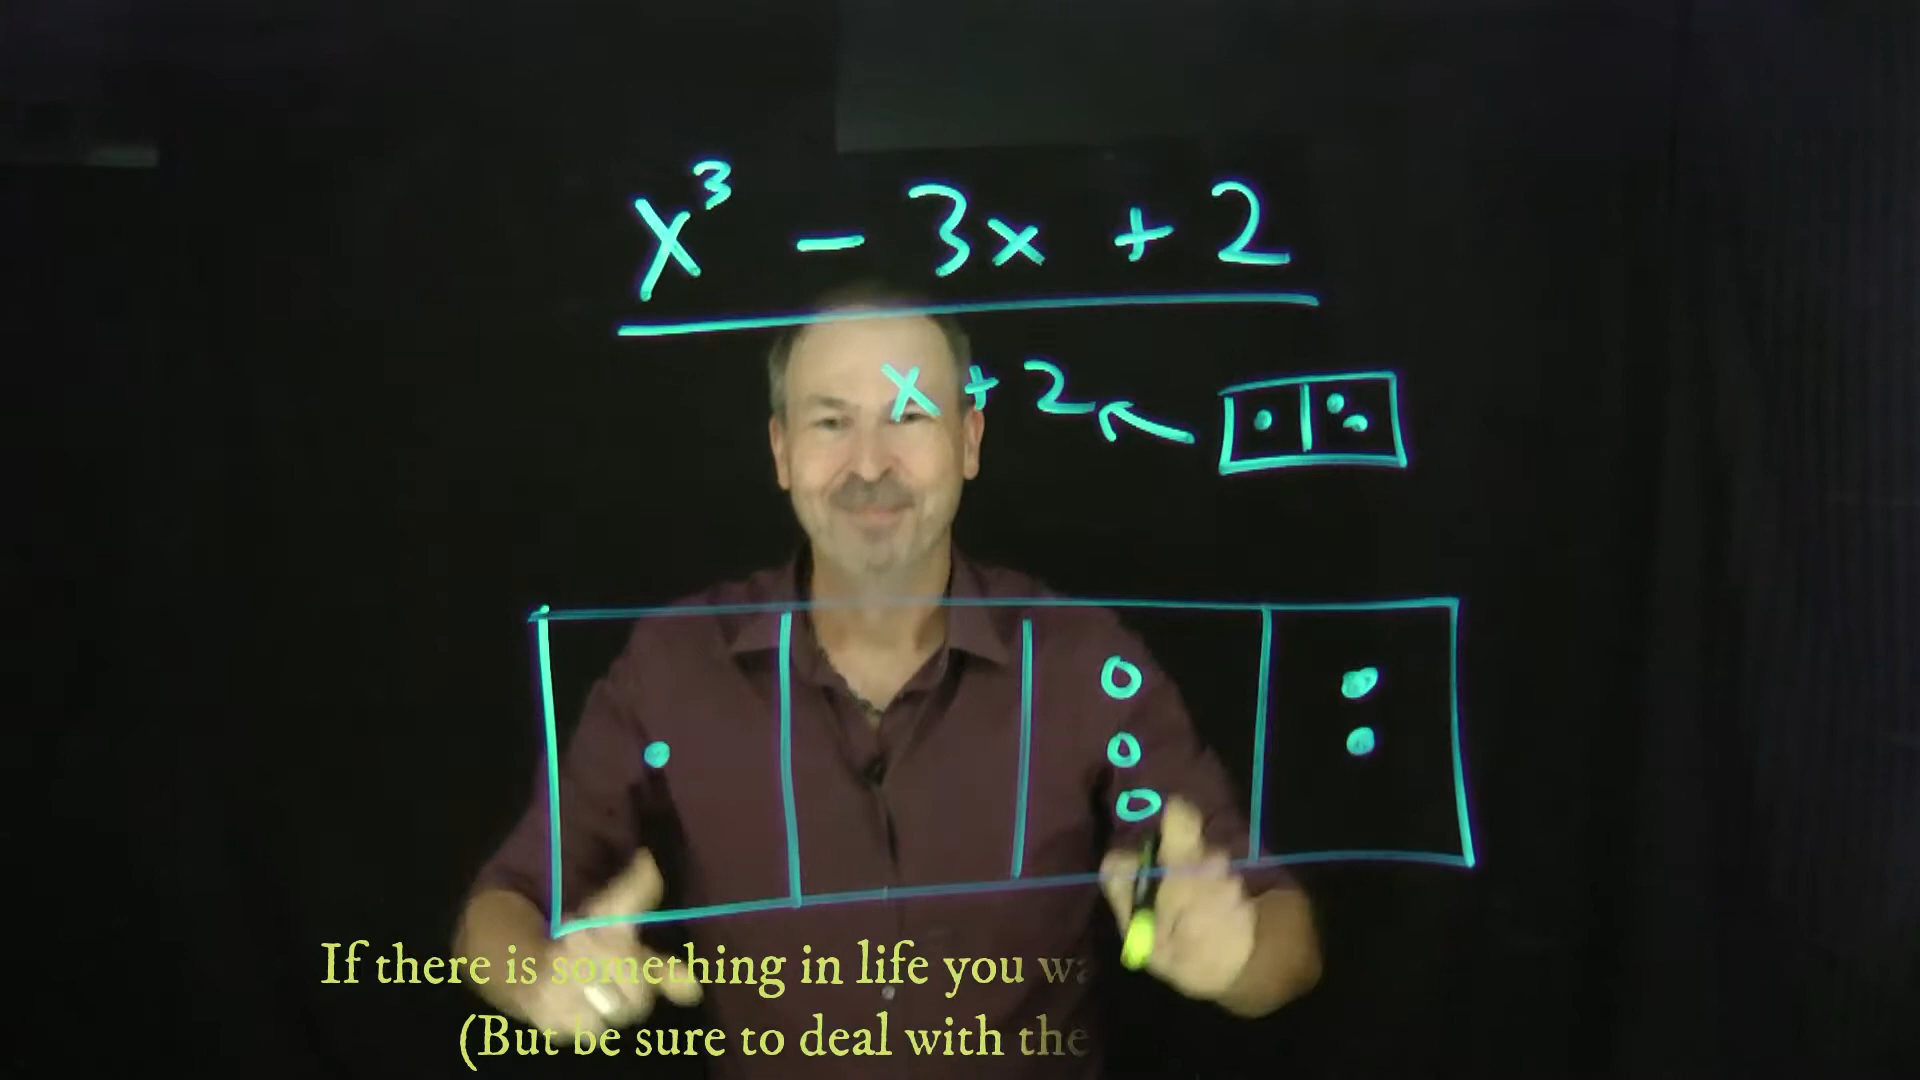 x³ - 3x + 2
x + 2
If there is something in life you
(But be sure to deal with the